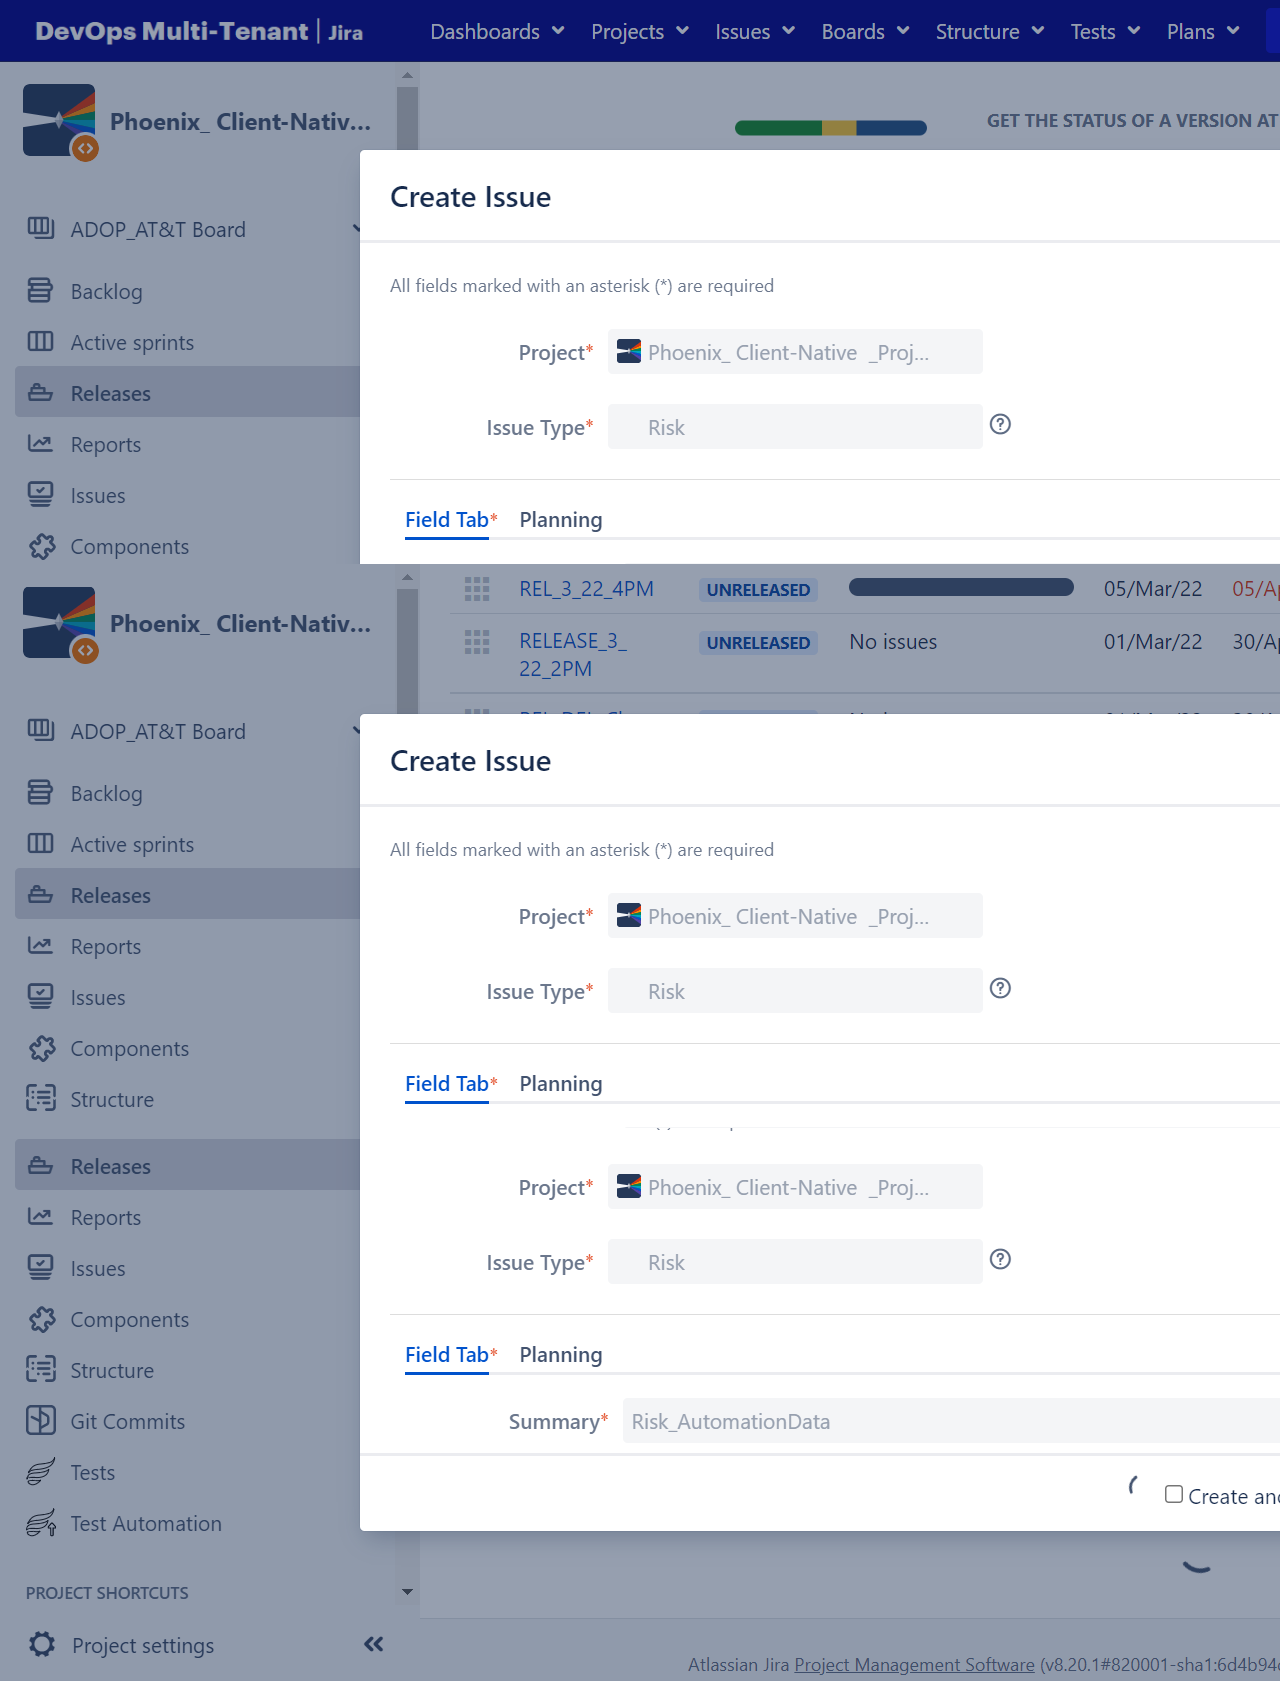 DevOps Multi-Tenant | Jira
Dashboards Projects Issues Boards Structure Tests Plans
Phoenix_ Client-Nativ...
GET THE STATUS OF A VERSION AT
Create Issue
ADOP_AT&T Board
All fields marked with an asterisk (*) are required
Backlog
Active sprints
Project* Phoenix_ Client-Native _Proj...
Releases
Issue Type* Risk
Reports
Issues
Field Tab* Planning
Components
REL_3_22_4PM UNRELEASED 05/Mar/22
Phoenix_ Client-Nativ...
RELEASE_3_ UNRELEASED No issues 01/Mar/22
22_2PM
ADOP_AT&T Board
Create Issue
Backlog
Active sprints
All fields marked with an asterisk (*) are required
Releases
Project* Phoenix_ Client-Native _Proj...
Reports
Issues
Issue Type* Risk
Components
Field Tab* Planning
Structure
Releases
Project* Phoenix_ Client-Native _Proj...
Reports
Issues
Issue Type* Risk
Components
Structure
Field Tab* Planning
Git Commits
Summary* Risk_AutomationData
Tests
Create
Test Automation
PROJECT SHORTCUTS
Project settings
Atlassian Jira Project Management Software (v8.20.1#820001-sha1:6d4b94